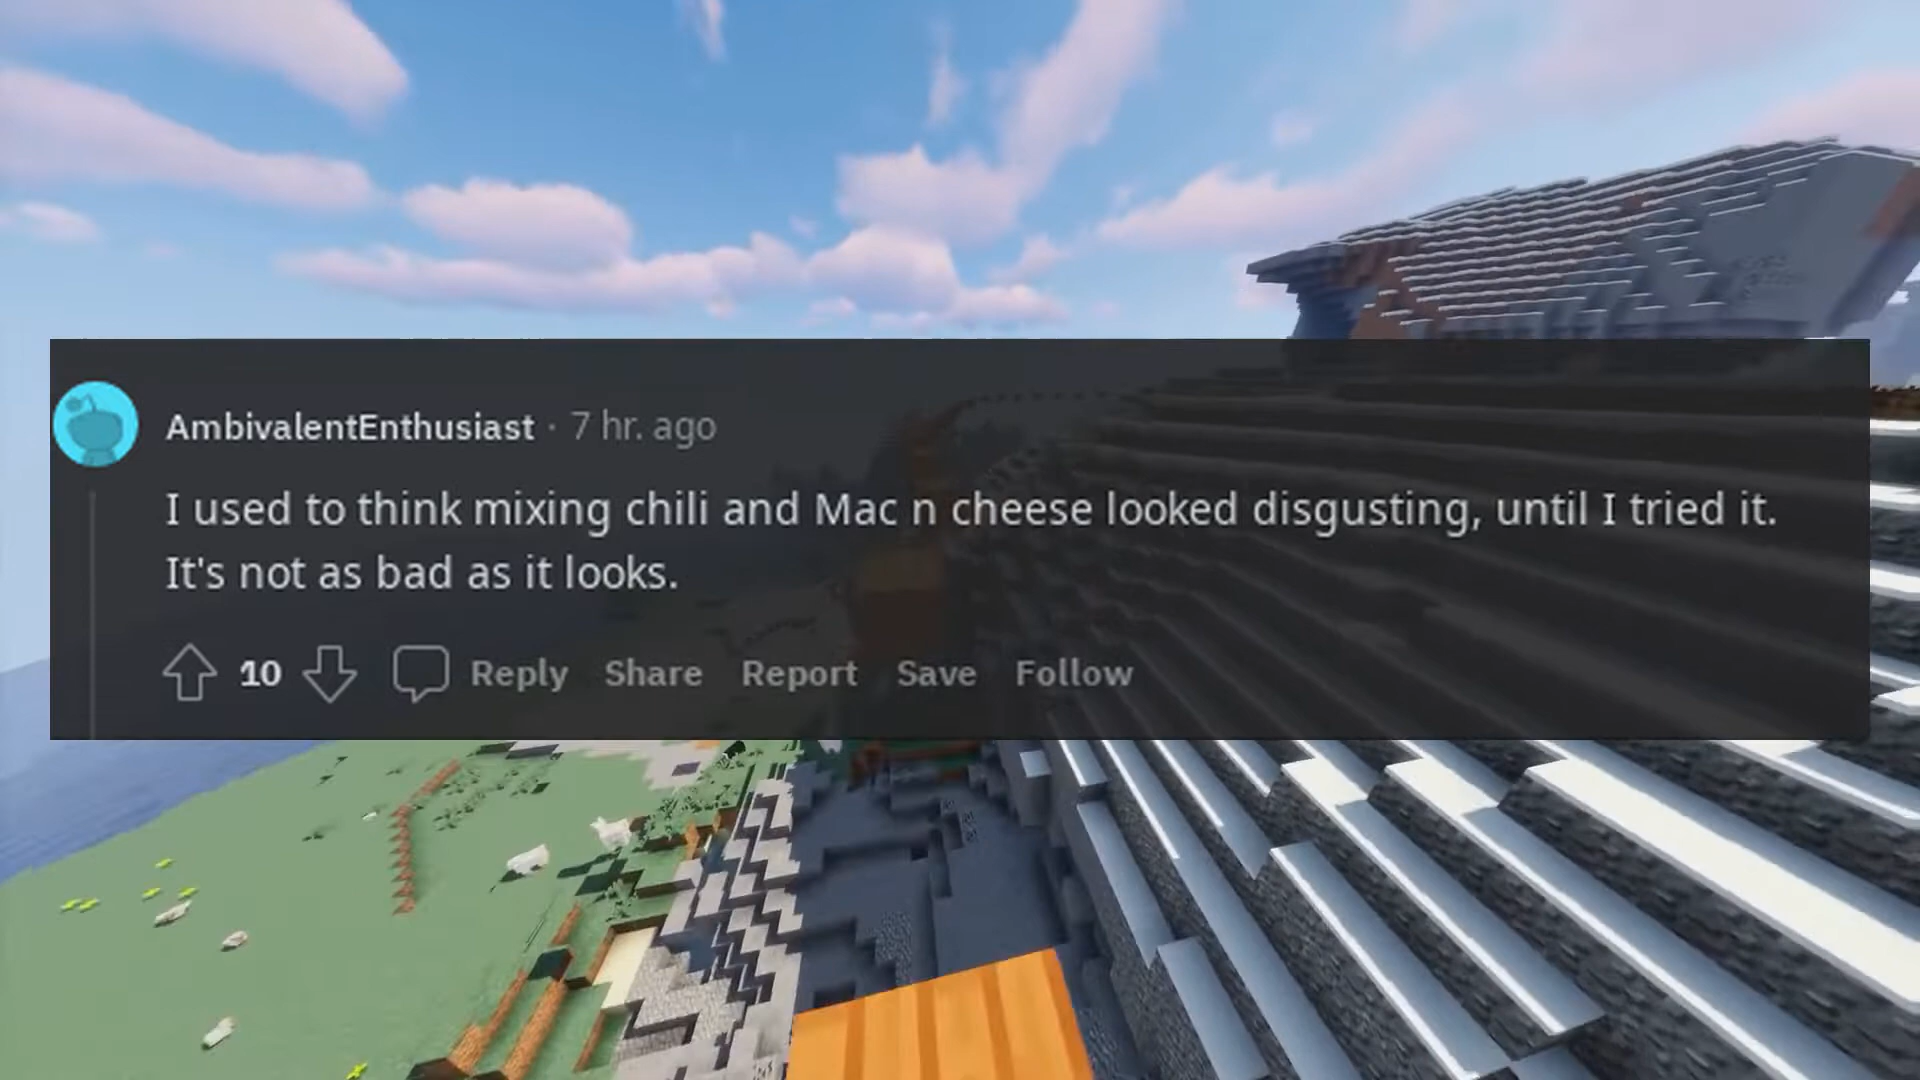 AmbivalentEnthusiast · 7 hr. ago
I used to think mixing chili and Mac n cheese looked disgusting, until I tried it.
It's not as bad as it looks.
10 Reply Share Report Save Follow